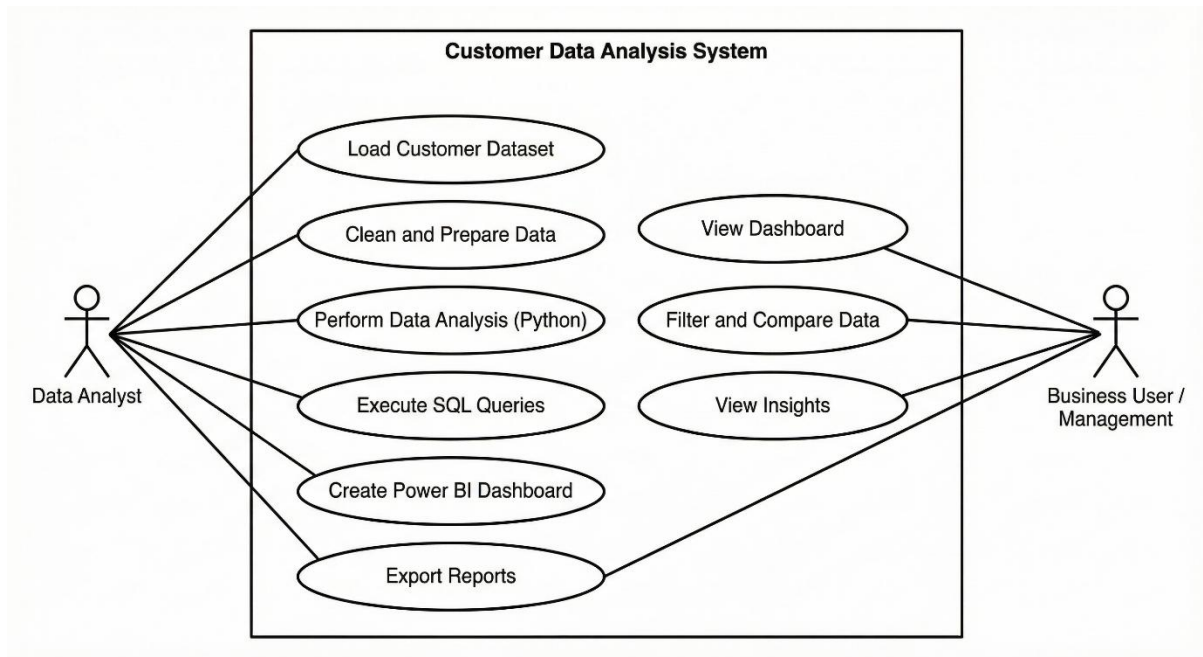 Customer Data Analysis System
Load Customer Dataset
Clean and Prepare Data
Perform Data Analysis (Python)
Execute SQL Queries
Create Power BI Dashboard
Export Reports
View Dashboard
Filter and Compare Data
View Insights
Data Analyst
Business User /
Management